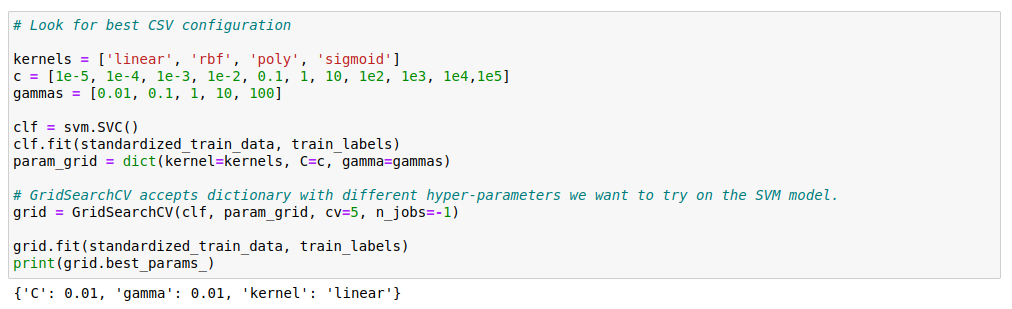 # Look for best CSV configuration
kernels = ['linear', 'rbf', 'poly', 'sigmoid']
c = [1e-5, 1e-4, 1e-3, 1e-2, 0.1, 1, 10, 1e2, 1e3, 1e4,1e5]
gammas = [0.01, 0.1, 1, 10, 100]
clf = svm.SVC()
clf.fit(standardized_train_data, train_labels)
param_grid = dict(kernel=kernels, C=c, gamma=gammas)
# GridSearchCV accepts dictionary with different hyper-parameters we want to try on the SVM model.
grid = GridSearchCV(clf, param_grid, cv=5, n_jobs=-1)
grid.fit(standardized_train_data, train_labels)
print(grid.best_params_)
{'C': 0.01, 'gamma': 0.01, 'kernel': 'linear'}